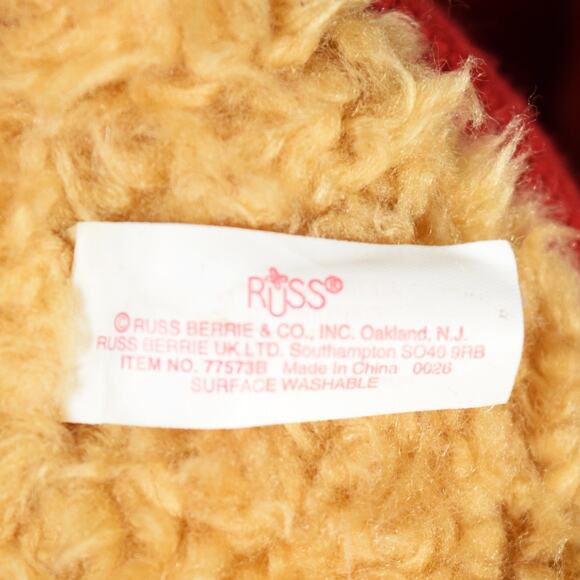 RUSS®
© RUSS BERRIE & CO., INC. Oakland, N.J.
RUSS BERRIE UK LTD. Southampton SO40 9RB
ITEM NO. 77573B Made in China 0026
SURFACE WASHABLE